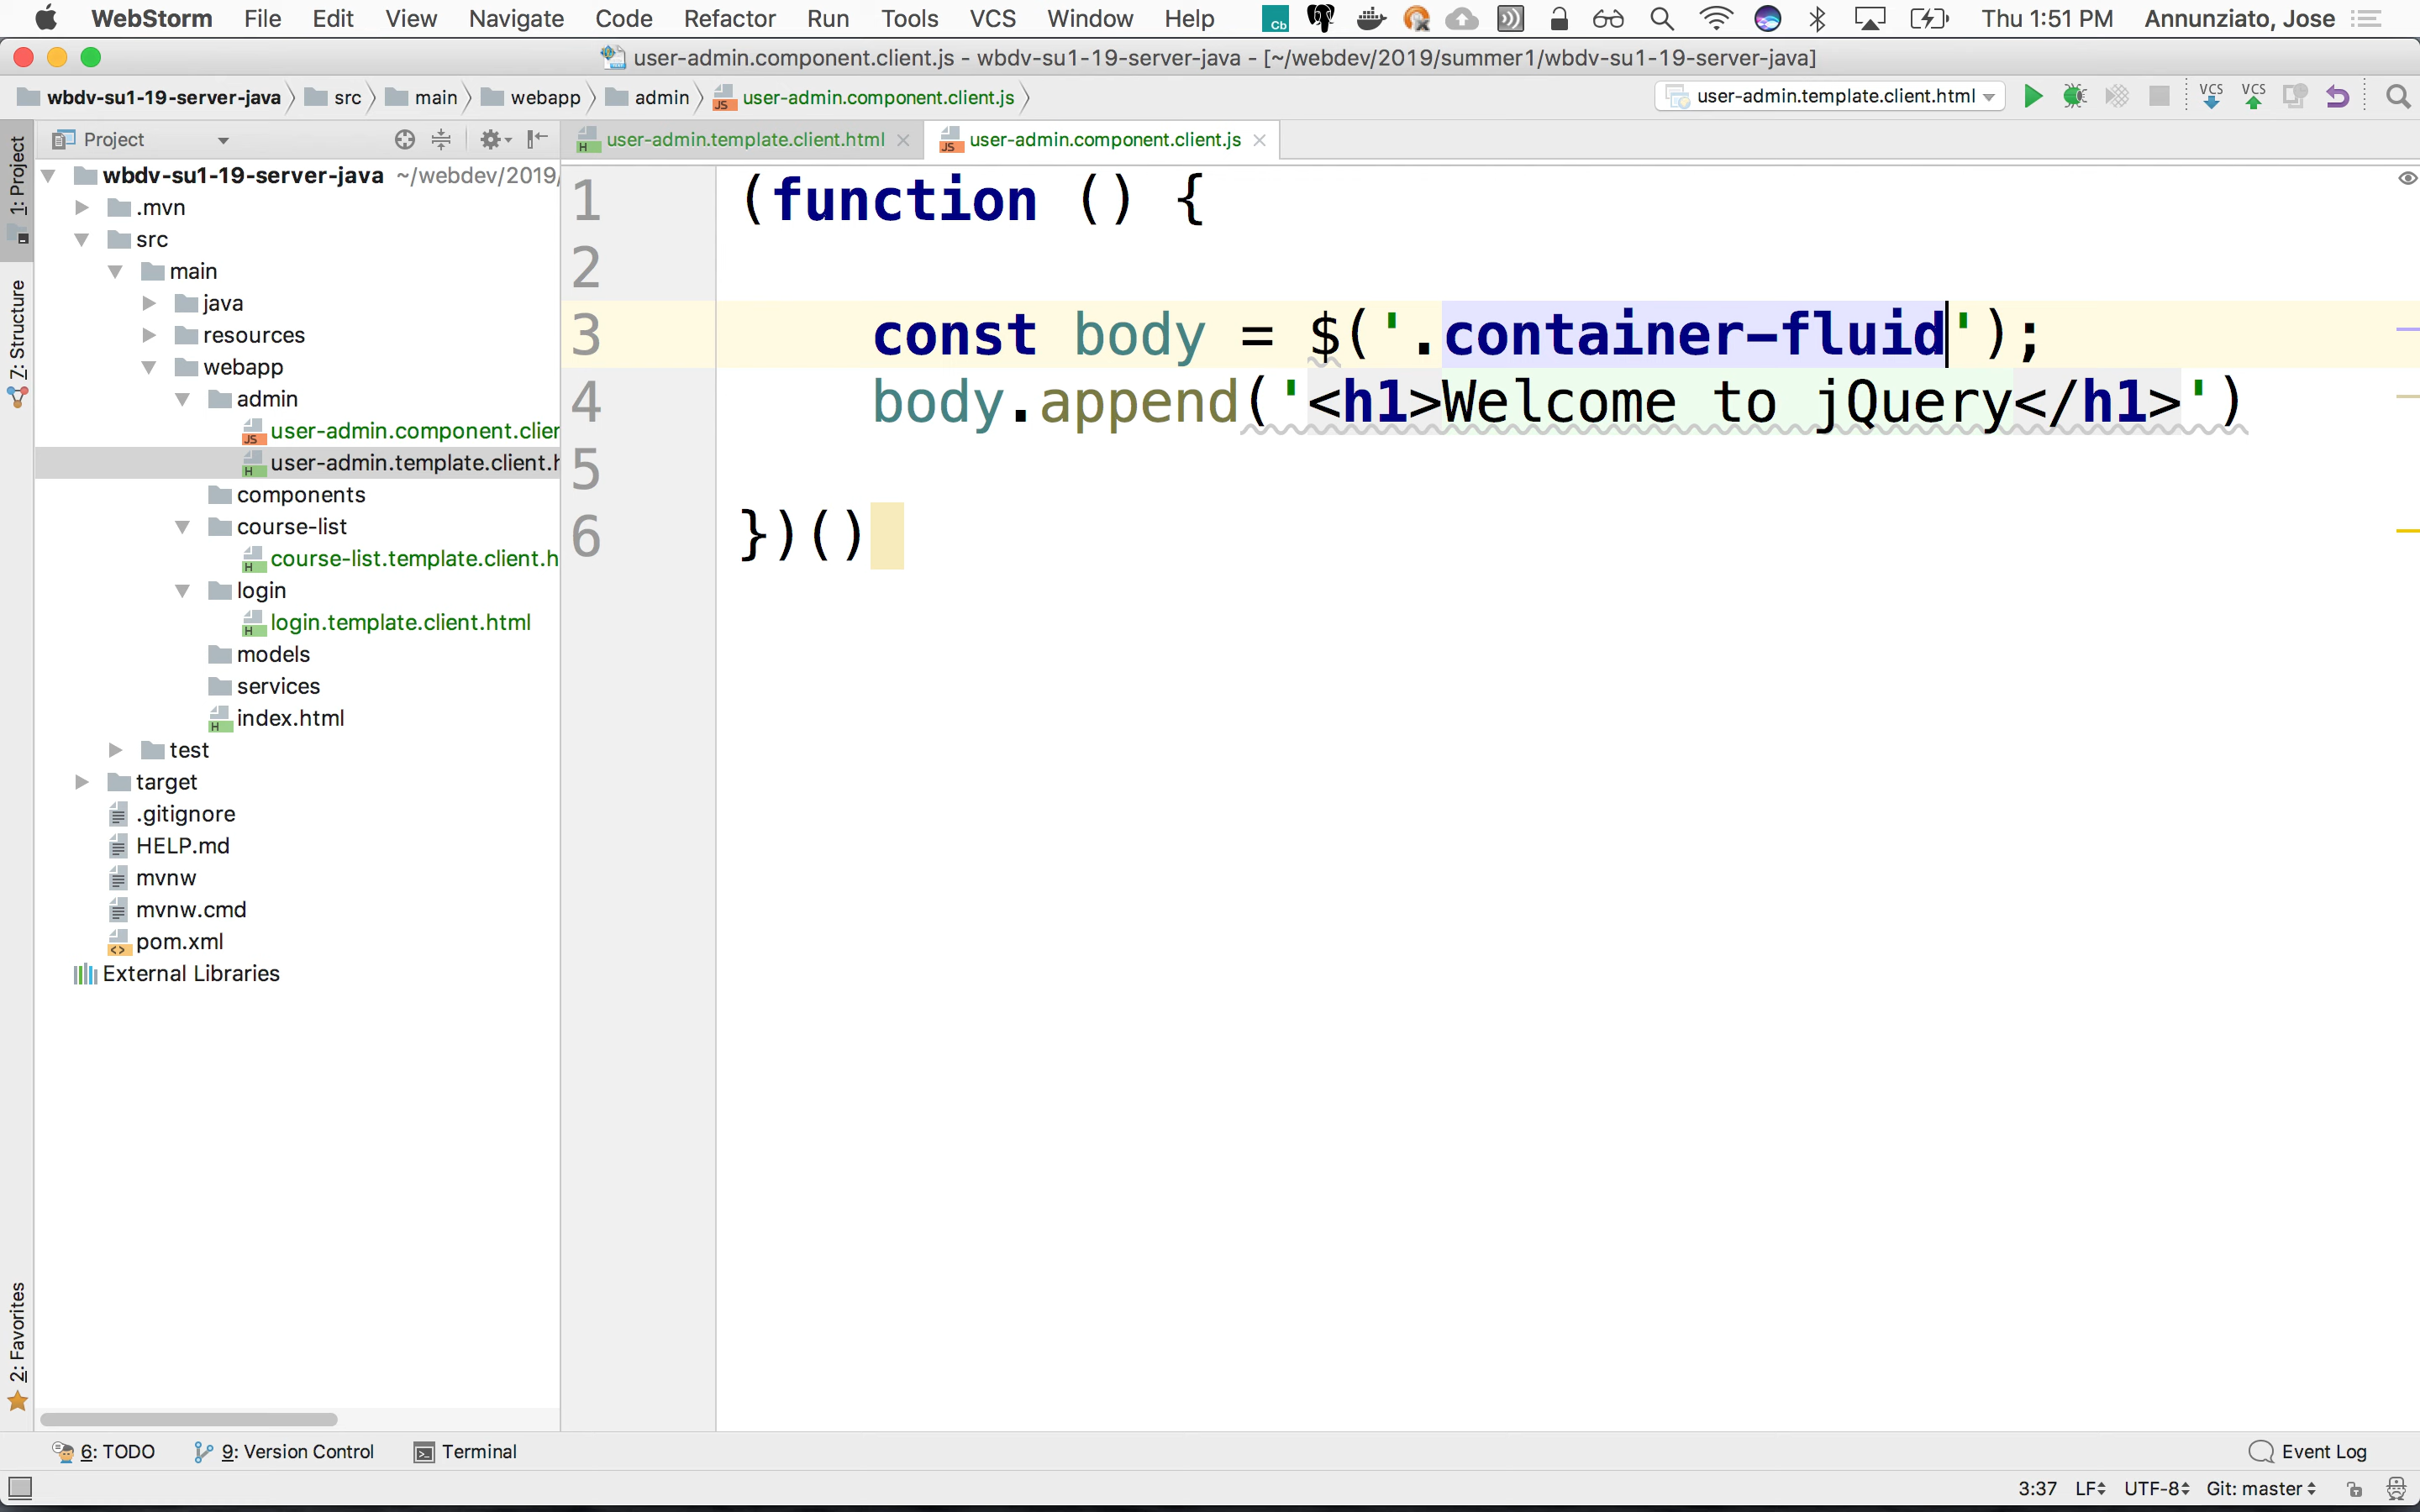 WebStorm File Edit View Navigate Code Refactor Run Tools VCS Window Help Cb Thu 1:51 PM Annunziato, Jose
user-admin.component.client.js - wbdv-su1-19-server-java - [~/webdev/2019/summer1/wbdv-su1-19-server-java]
wbdv-su1-19-server-java src main webapp admin JS user-admin.component.client.js user-admin.template.client.html VCS VCS
Project H user-admin.template.client.html JS user-admin.component.client.js
1: Project
7: Structure
2: Favorites
wbdv-su1-19-server-java ~/webdev/2019/
.mvn
src
main
java
resources
webapp
admin
JS user-admin.component.clien
H user-admin.template.client.h
components
course-list
H course-list.template.client.h
login
H login.template.client.html
models
services
H index.html
test
target
.gitignore
HELP.md
mvnw
mvnw.cmd
<> pom.xml
External Libraries
1 (function () {
2
3 const body = $('.container-fluid');
4 body.append('<h1>Welcome to jQuery</h1>')
5
6 })()
6: TODO 9: Version Control Terminal Event Log
3:37 LF UTF-8 Git: master